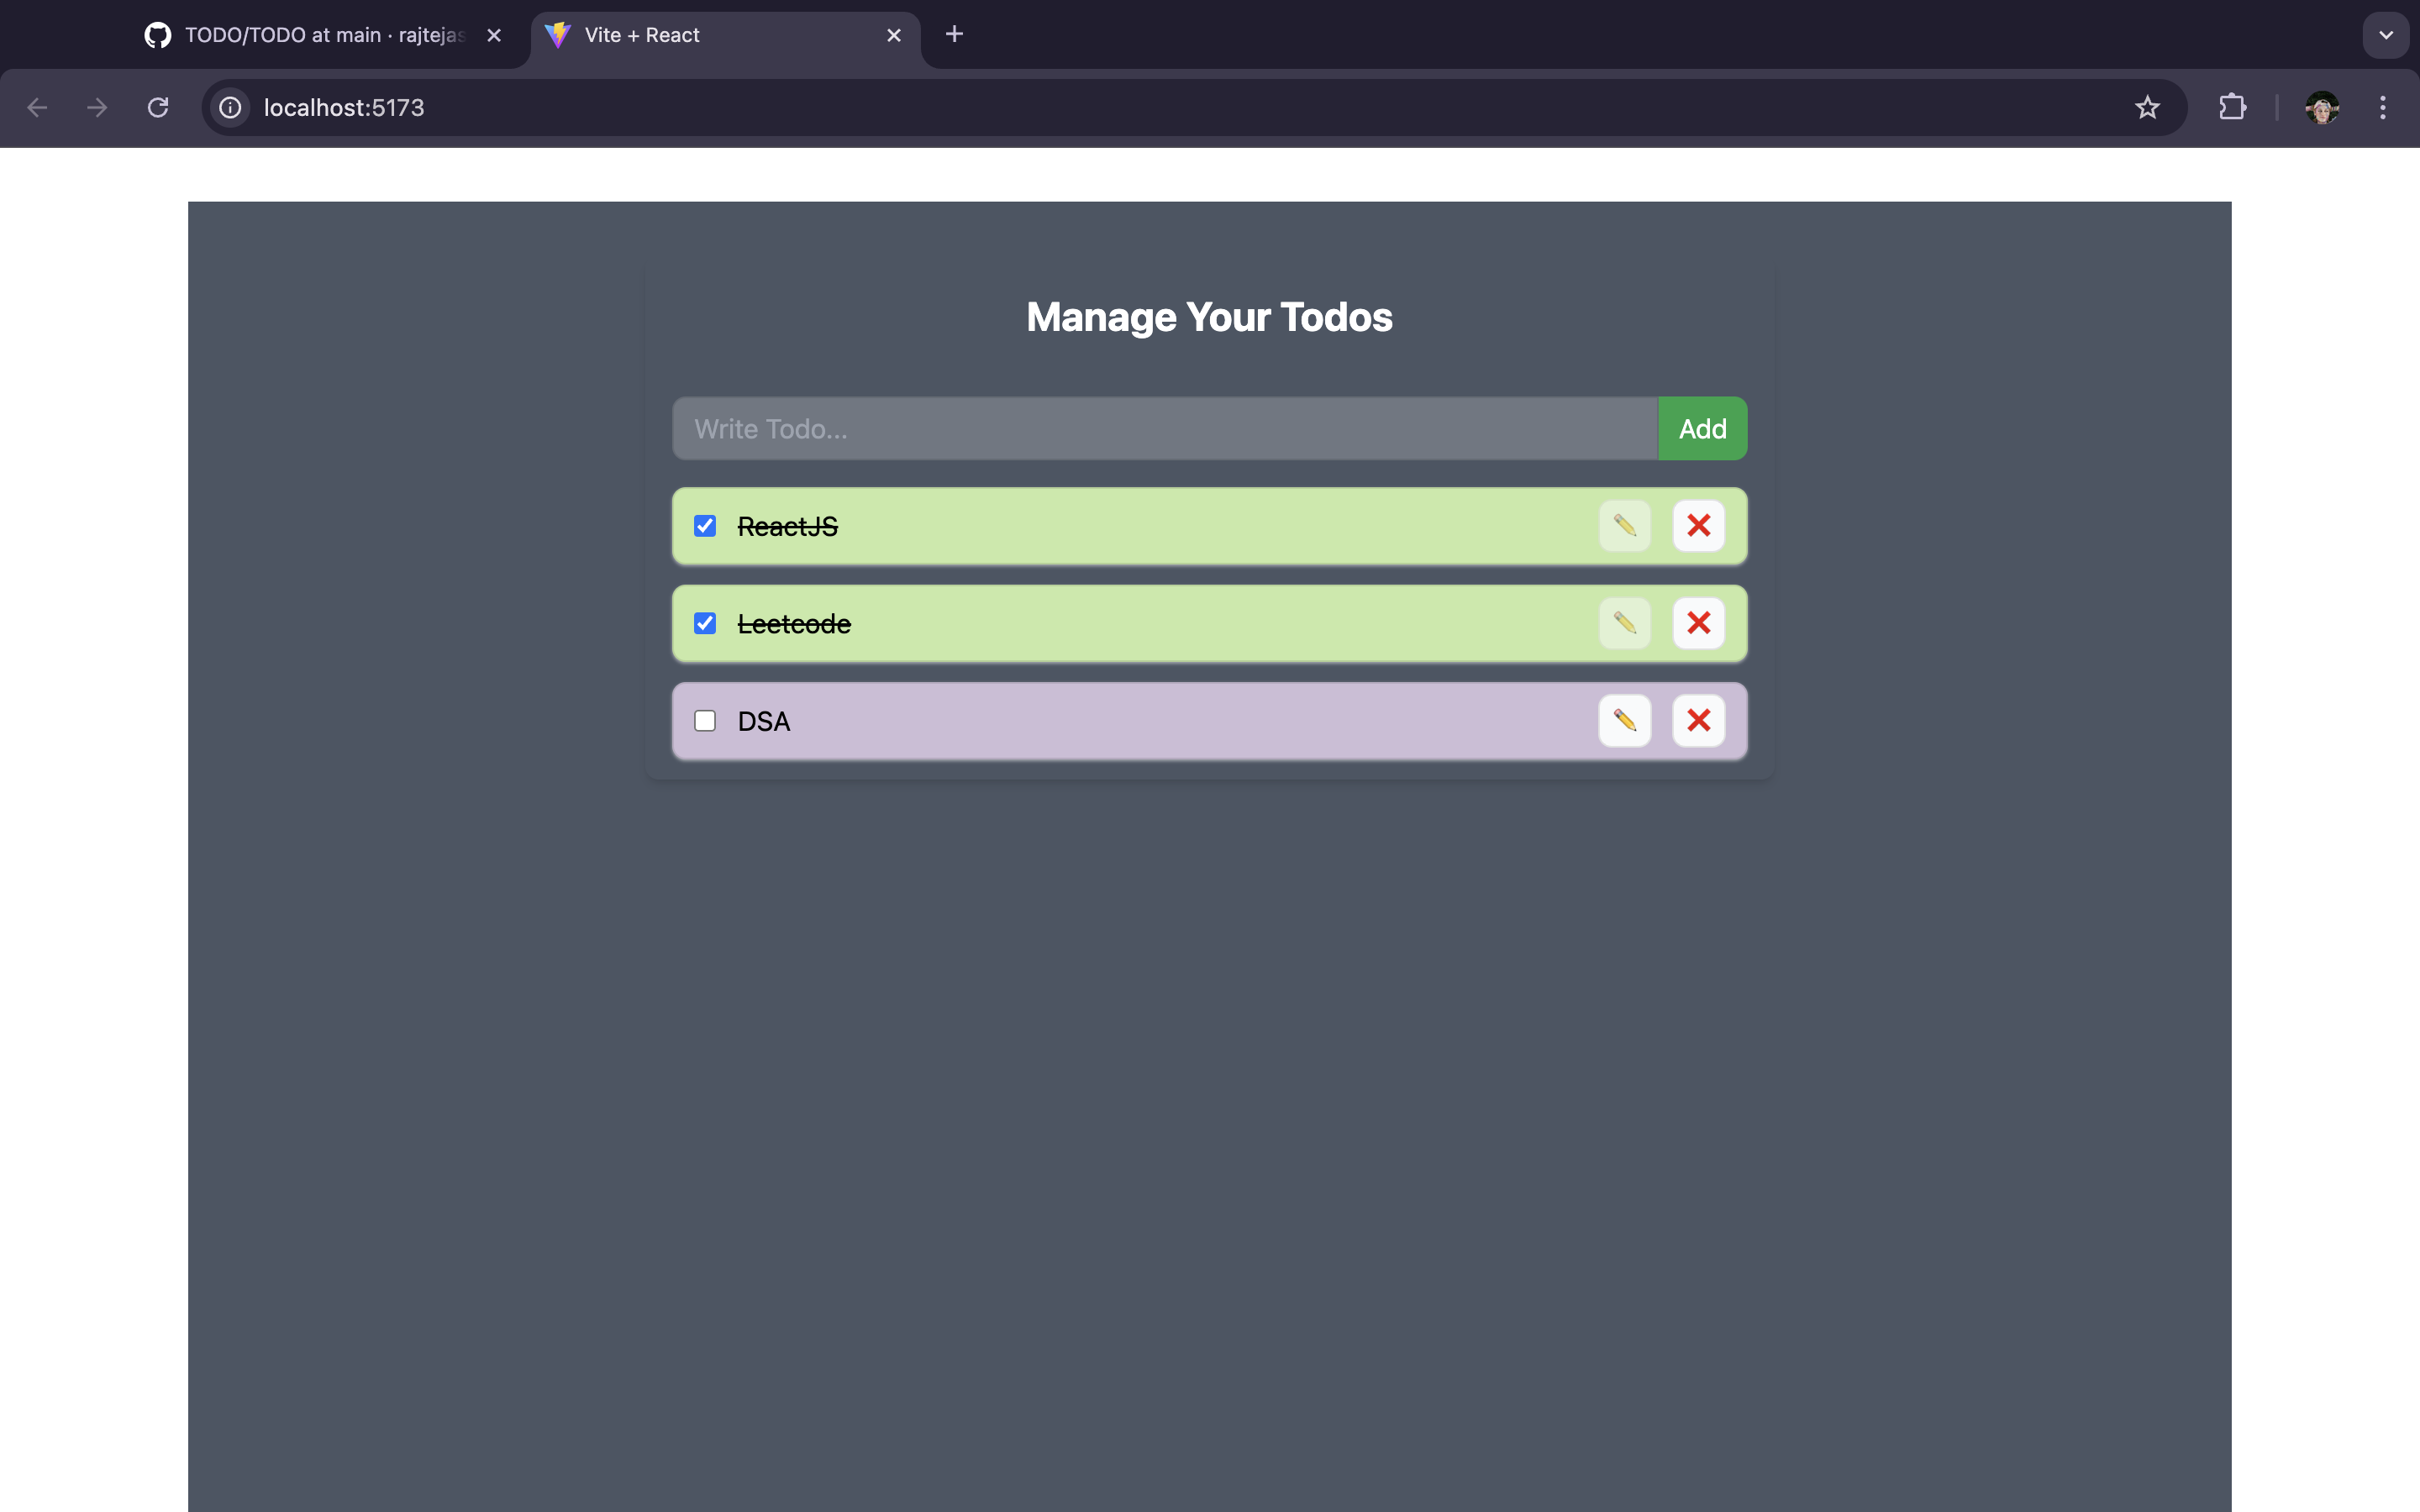 TODO/TODO at main · rajtejas
Vite + React
localhost:5173
Manage Your Todos
Write Todo...
Add
ReactJS
Leetcode
DSA